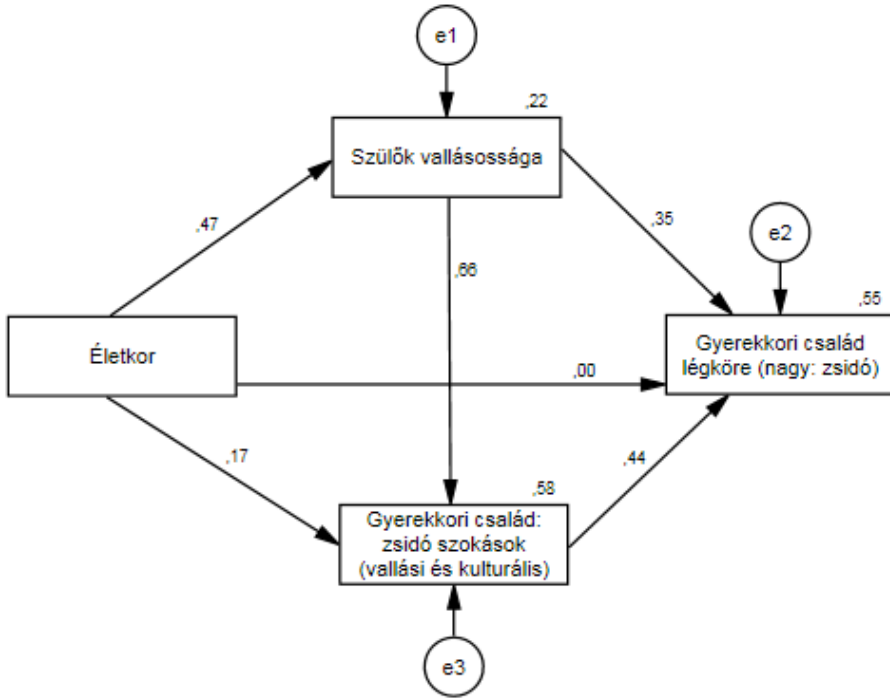 e1
,22
Szülők vallásossága
,47
,35
e2
,66
,55
Életkor
Gyerekkori család
légköre (nagy: zsidó)
,00
,17
,44
,58
Gyerekkori család:
zsidó szokások
(vallási és kulturális)
e3